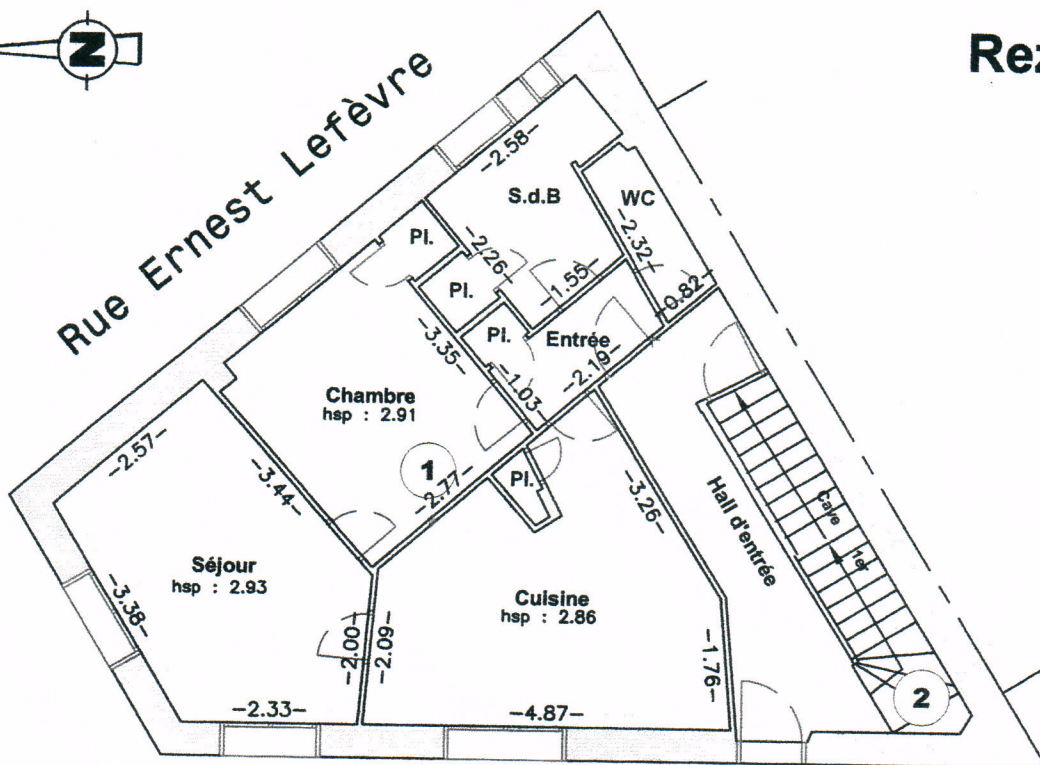 N
Rez
Rue Ernest Lefèvre
-2.58-
S.d.B
WC
Pl.
-2.26-
-2.32-
Pl.
-1.55-
-0.82-
Pl.
Entrée
-3.35-
-2.19-
-1.03-
Chambre
hsp : 2.91
1
-2.77-
-2.57-
-3.44-
Pl.
-3.26-
Hall d'entrée
Cave
1er
Séjour
hsp : 2.93
-3.38-
Cuisine
hsp : 2.86
-2.00-
-2.09-
-1.76-
2
-2.33-
-4.87-